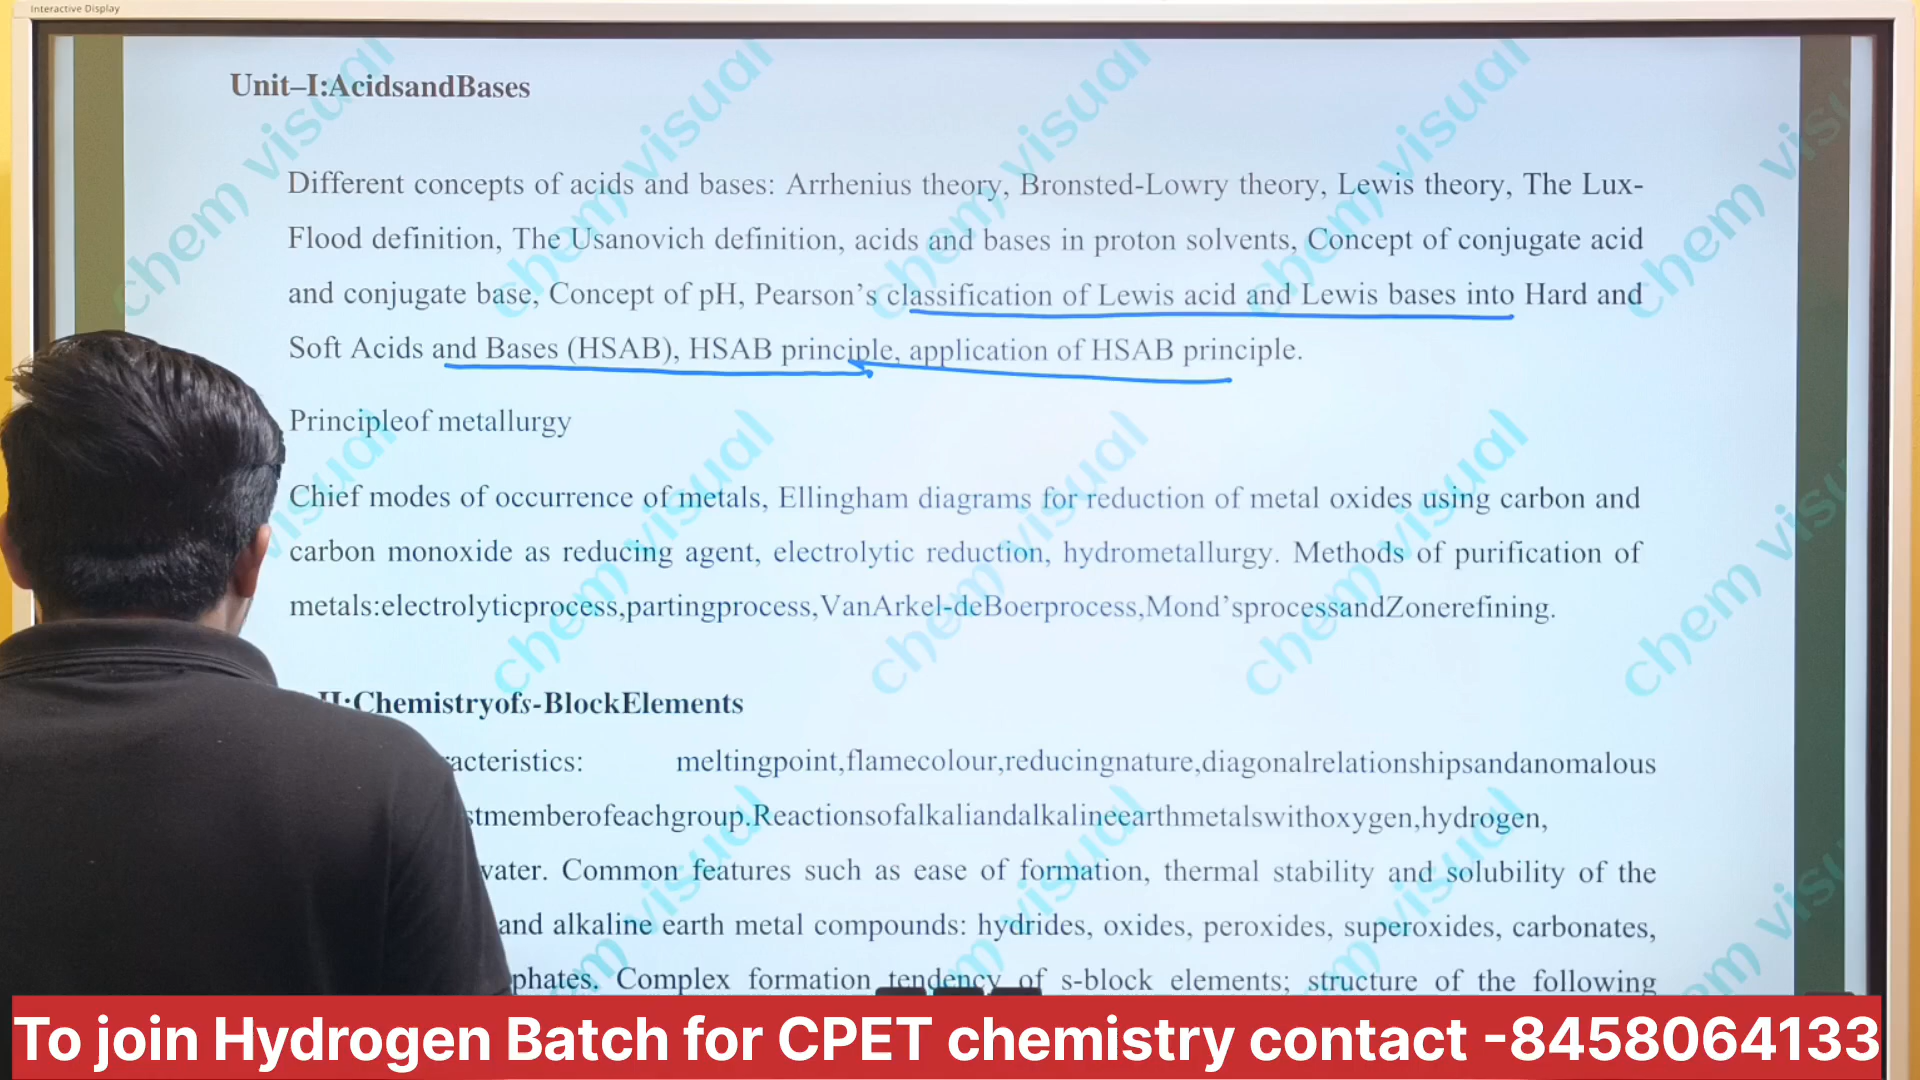 Interactive Display
Unit–I:AcidsandBases
Different concepts of acids and bases: Arrhenius theory, Bronsted-Lowry theory, Lewis theory, The Lux-
Flood definition, The Usanovich definition, acids and bases in proton solvents, Concept of conjugate acid
and conjugate base, Concept of pH, Pearson’s classification of Lewis acid and Lewis bases into Hard and
Soft Acids and Bases (HSAB), HSAB principle, application of HSAB principle.
Principleof metallurgy
Chief modes of occurrence of metals, Ellingham diagrams for reduction of metal oxides using carbon and
carbon monoxide as reducing agent, electrolytic reduction, hydrometallurgy. Methods of purification of
metals:electrolyticprocess,partingprocess,VanArkel-deBoerprocess,Mond’sprocessandZonerefining.
II:Chemistryofs-BlockElements
acteristics: meltingpoint,flamecolour,reducingnature,diagonalrelationshipsandanomalous
stmemberofeachgroup.Reactionsofalkaliandalkalineearthmetalswithoxygen,hydrogen,
vater. Common features such as ease of formation, thermal stability and solubility of the
and alkaline earth metal compounds: hydrides, oxides, peroxides, superoxides, carbonates,
phates. Complex formation tendency of s-block elements; structure of the following
chem visual
To join Hydrogen Batch for CPET chemistry contact -8458064133